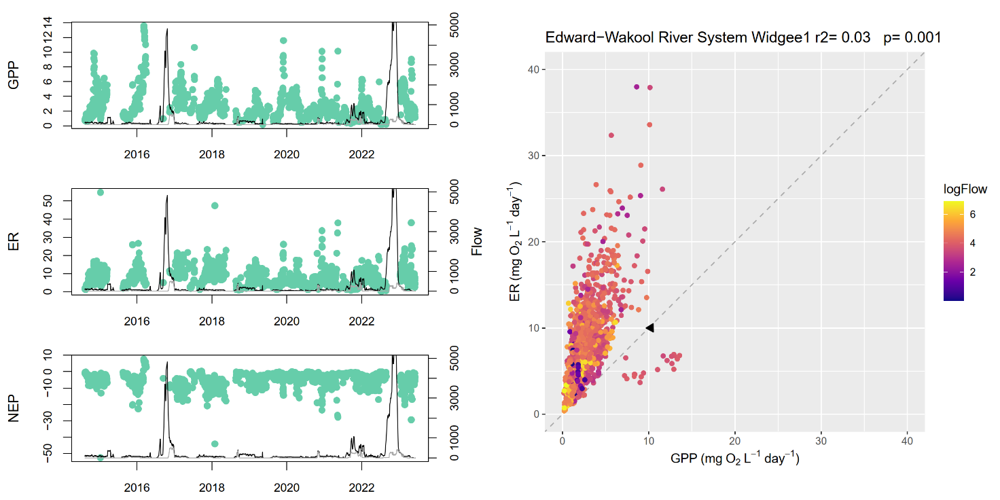 GPP
0 2 4 6 8 10 12 14
0 1000 3000 5000
2016 2018 2020 2022
ER
0 10 20 30 40 50
0 1000 3000 5000
Flow
2016 2018 2020 2022
NEP
−50 −30 −10 0 10
0 1000 3000 5000
2016 2018 2020 2022
Edward−Wakool River System Widgee1 r2= 0.03 p= 0.001
ER (mg O₂ L⁻¹ day⁻¹)
40
30
20
10
0
0 10 20 30 40
GPP (mg O₂ L⁻¹ day⁻¹)
logFlow
6
4
2